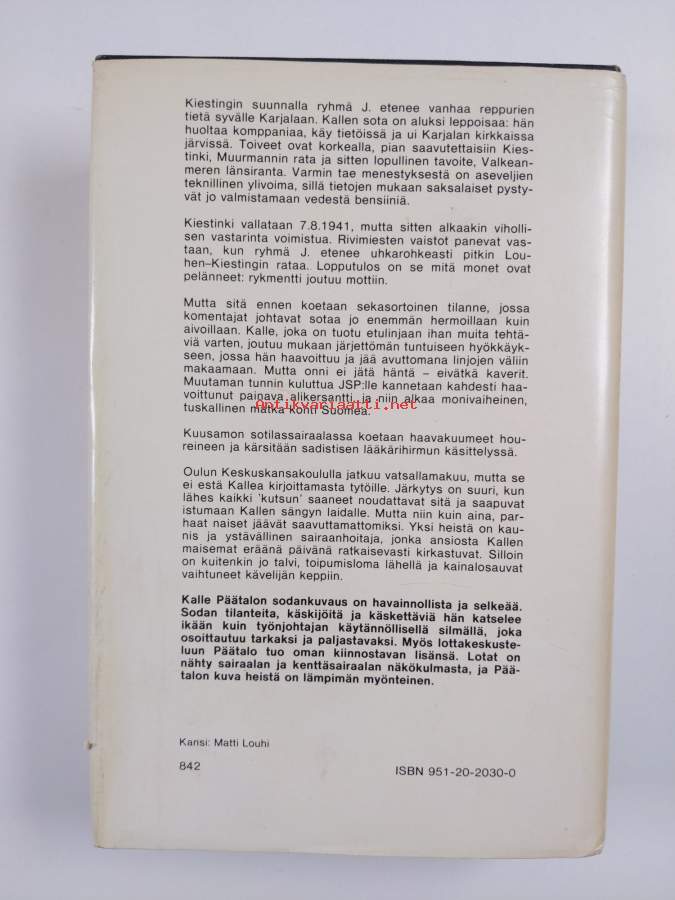 Kiestingin suunnalla ryhmä J. etenee vanhaa reppurien
tietä syvälle Karjalaan. Kallen sota on aluksi leppoisaa: hän
huoltaa komppaniaa, käy tietöissä ja ui Karjalan kirkkaissa
järvissä. Toiveet ovat korkealla, pian saavutettaisiin Kies-
tinki, Muurmannin rata ja sitten lopullinen tavoite, Valkean-
meren länsiranta. Varmin tae menestyksestä on aseveljien
teknillinen ylivoima, sillä tietojen mukaan saksalaiset pysty-
vät jo valmistamaan vedestä bensiiniä.
Kiestinki vallataan 7.8.1941, mutta sitten alkaakin viholli-
sen vastarinta voimistua. Rivimiesten vaistot panevat vas-
taan, kun ryhmä J. etenee uhkarohkeasti pitkin Lou-
hen–Kiestingin rataa. Lopputulos on se mitä monet ovat
pelänneet: rykmentti joutuu mottiin.
Mutta sitä ennen koetaan sekasortoinen tilanne, jossa
komentajat johtavat sotaa jo enemmän hermoillaan kuin
aivoillaan. Kalle, joka on tuotu etulinjaan ihan muita tehtä-
viä varten, joutuu mukaan järjettömän tuntuiseen hyökkäyk-
seen, jossa hän haavoittuu ja jää avuttomana linjojen väliin
makaamaan. Mutta onni ei jätä häntä – eivätkä kaverit.
Muutaman tunnin kuluttua JSP:lle kannetaan kahdesti haa-
voittunut painava alikersantti, ja niin alkaa monivaiheinen,
antikvariaatti.net
tuskallinen matka kohti Suomea.
Kuusamon sotilassairaalassa koetaan haavakuumeet hou-
reineen ja kärsitään sadistisen lääkärihirmun käsittelyssä.
Oulun Keskuskansakoululla jatkuu vatsallamakuu, mutta se
ei estä Kallea kirjoittamasta tytöille. Järkytys on suuri, kun
lähes kaikki 'kutsun' saaneet noudattavat sitä ja saapuvat
istumaan Kallen sängyn laidalle. Mutta niin kuin aina, par-
haat naiset jäävät saavuttamattomiksi. Yksi heistä on kau-
nis ja ystävällinen sairaanhoitaja, jonka ansiosta Kallen
maisemat eräänä päivänä ratkaisevasti kirkastuvat. Silloin
on kuitenkin jo talvi, toipumisloma lähellä ja kainalosauvat
vaihtuneet kävelijän keppiin.
Kalle Päätalon sodankuvaus on havainnollista ja selkeää.
Sodan tilanteita, käskijöitä ja käskettäviä hän katselee
ikään kuin työnjohtajan käytännöllisellä silmällä, joka
osoittautuu tarkaksi ja paljastavaksi. Myös lottakeskuste-
luun Päätalo tuo oman kiinnostavan lisänsä. Lotat on
nähty sairaalan ja kenttäsairaalan näkökulmasta, ja Pää-
talon kuva heistä on lämpimän myönteinen.
Kansi: Matti Louhi
842
ISBN 951-20-2030-0